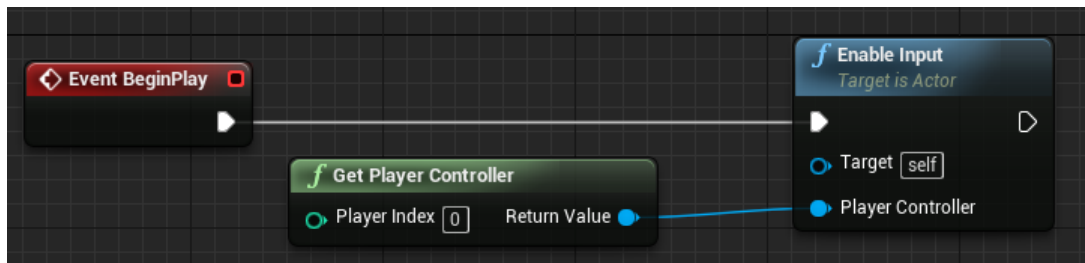 Event BeginPlay
Get Player Controller
Player Index 0 Return Value
f Enable Input
Target is Actor
Target self
Player Controller